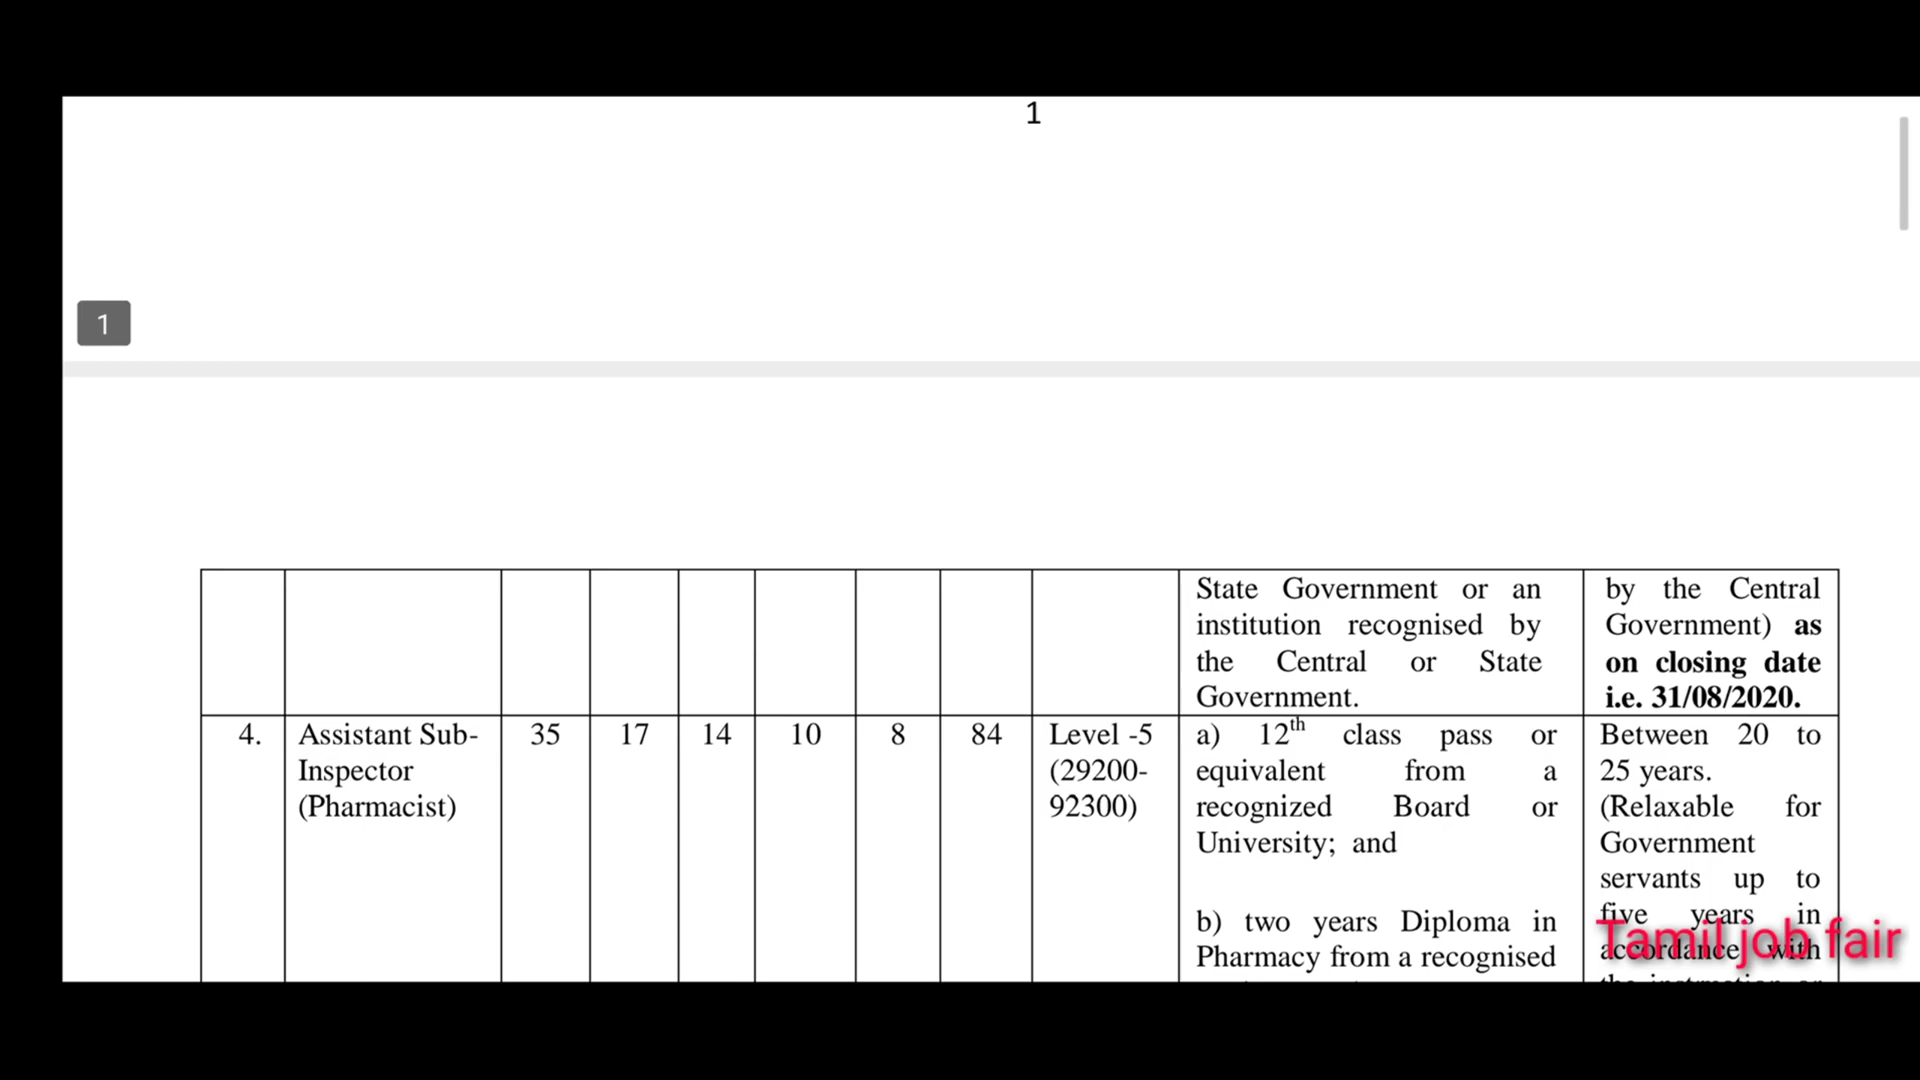 1
1
State Government or an
institution recognised by
the Central or State
Government.
by the Central
Government) as
on closing date
i.e. 31/08/2020.
4.
Assistant Sub-
Inspector
(Pharmacist)
35
17
14
10
8
84
Level -5
(29200-
92300)
a) 12th class pass or
equivalent from a
recognized Board or
University; and
b) two years Diploma in
Pharmacy from a recognised
Between 20 to
25 years.
(Relaxable for
Government
servants up to
five years in
accordance with
Tamil job fair